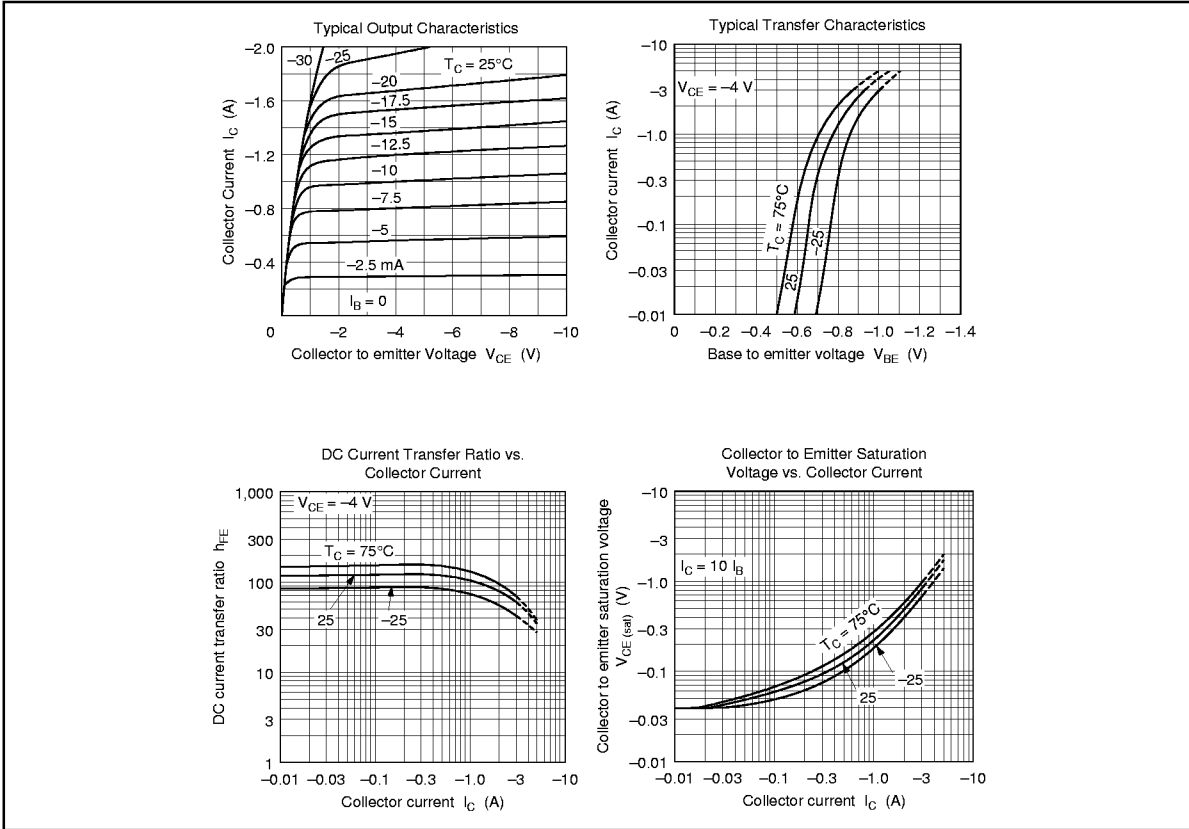 Typical Output Characteristics
Collector Current I_C (A)
–2.0
–1.6
–1.2
–0.8
–0.4
–30
–25
T_C = 25°C
–20
–17.5
–15
–12.5
–10
–7.5
–5
–2.5 mA
I_B = 0
0 –2 –4 –6 –8 –10
Collector to emitter Voltage V_CE (V)
Typical Transfer Characteristics
Collector current I_C (A)
–10
–3
–1.0
–0.3
–0.1
–0.03
–0.01
V_CE = –4 V
T_C = 75°C
25
–25
0 –0.2 –0.4 –0.6 –0.8 –1.0 –1.2 –1.4
Base to emitter voltage V_BE (V)
DC Current Transfer Ratio vs.
Collector Current
DC current transfer ratio h_FE
1,000
300
100
30
10
3
1
V_CE = –4 V
T_C = 75°C
25
–25
–0.01 –0.03 –0.1 –0.3 –1.0 –3 –10
Collector current I_C (A)
Collector to Emitter Saturation
Voltage vs. Collector Current
Collector to emitter saturation voltage
V_CE (sat) (V)
–10
–3
–1.0
–0.3
–0.1
–0.03
–0.01
I_C = 10 I_B
T_C = 75°C
25
–25
–0.01 –0.03 –0.1 –0.3 –1.0 –3 –10
Collector current I_C (A)